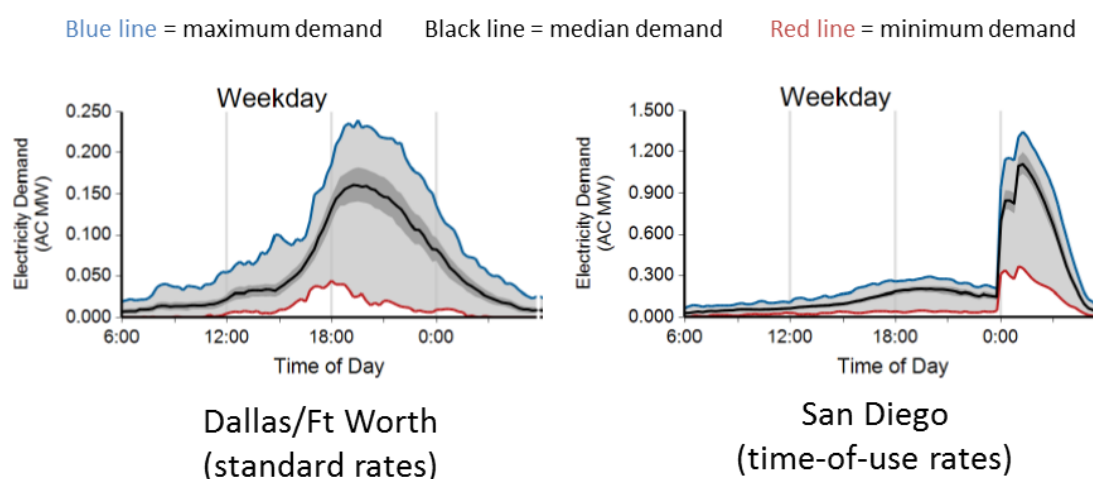 Blue line = maximum demand Black line = median demand Red line = minimum demand
Weekday
0.250
0.200
0.150
0.100
0.050
0.000
Electricity Demand
(AC MW)
6:00 12:00 18:00 0:00
Time of Day
Dallas/Ft Worth
(standard rates)
Weekday
1.500
1.200
0.900
0.600
0.300
0.000
Electricity Demand
(AC MW)
6:00 12:00 18:00 0:00
Time of Day
San Diego
(time-of-use rates)